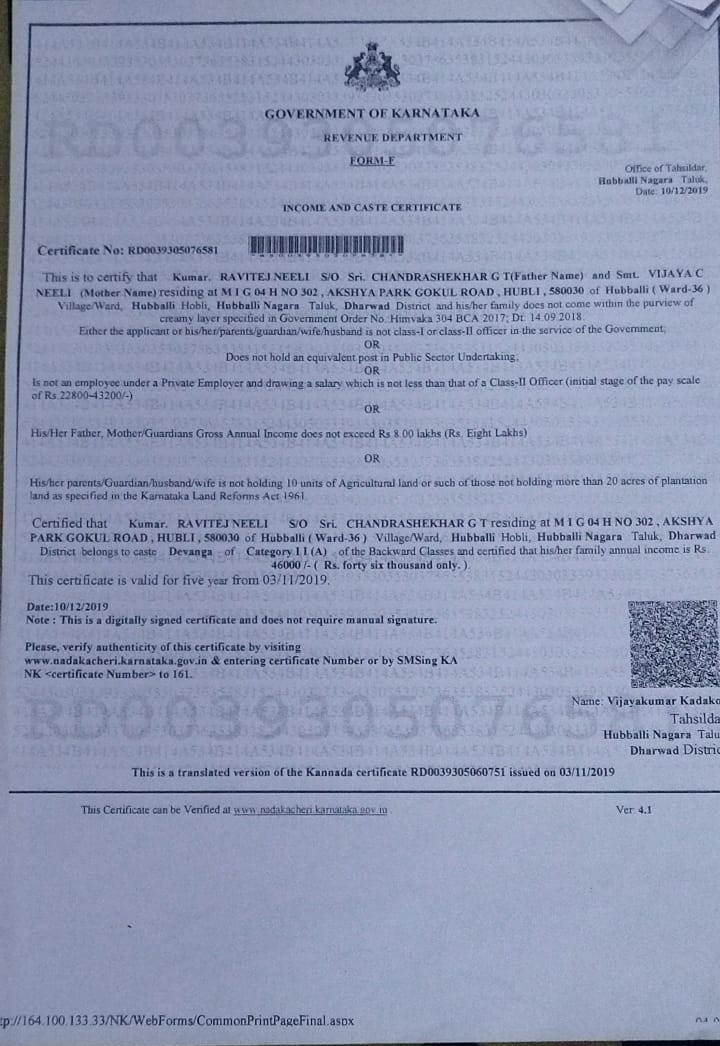 GOVERNMENT OF KARNATAKA
REVENUE DEPARTMENT
FORM-F
Office of Tahsildar,
Hubballi Nagara Taluk,
Date: 10/12/2019
INCOME AND CASTE CERTIFICATE
Certificate No: RD0039305076581
This is to certify that Kumar. RAVITEJ NEELI S/O Sri. CHANDRASHEKHAR G T(Father Name) and Smt. VIJAYA C
NEELI (Mother Name) residing at M I G 04 H NO 302 , AKSHYA PARK GOKUL ROAD , HUBLI , 580030 of Hubballi ( Ward-36 )
Village/Ward, Hubballi Hobli, Hubballi Nagara Taluk, Dharwad District and his/her family does not come within the purview of
creamy layer specified in Government Order No.:Himvaka 304 BCA 2017; Dt: 14.09.2018.
Either the applicant or his/her/parents/guardian/wife/husband is not class-I or class-II officer in the service of the Government;
OR
Does not hold an equivalent post in Public Sector Undertaking;
OR
Is not an employee under a Private Employer and drawing a salary which is not less than that of a Class-II Officer (initial stage of the pay scale
of Rs.22800-43200/-)
OR
His/Her Father, Mother/Guardians Gross Annual Income does not exceed Rs 8.00 lakhs (Rs. Eight Lakhs)
OR
His/her parents/Guardian/husband/wife is not holding 10 units of Agricultural land or such of those not holding more than 20 acres of plantation
land as specified in the Karnataka Land Reforms Act 1961.
Certified that Kumar. RAVITEJ NEELI S/O Sri. CHANDRASHEKHAR G T residing at M I G 04 H NO 302 , AKSHYA
PARK GOKUL ROAD , HUBLI , 580030 of Hubballi ( Ward-36 ) Village/Ward, Hubballi Hobli, Hubballi Nagara Taluk, Dharwad
District belongs to caste Devanga of Category I I (A) of the Backward Classes and certified that his/her family annual income is Rs.
46000 /- ( Rs. forty six thousand only. ).
This certificate is valid for five year from 03/11/2019.
Date:10/12/2019
Note : This is a digitally signed certificate and does not require manual signature.
Please, verify authenticity of this certificate by visiting
www.nadakacheri.karnataka.gov.in & entering certificate Number or by SMSing KA
NK <certificate Number> to 161.
Name: Vijayakumar Kadako
Tahsilda
Hubballi Nagara Talu
Dharwad Distric
This is a translated version of the Kannada certificate RD0039305060751 issued on 03/11/2019
This Certificate can be Verified at www.nadakacheri.karnataka.gov.in .
Ver 4.1
tp://164.100.133.33/NK/WebForms/CommonPrintPageFinal.aspx